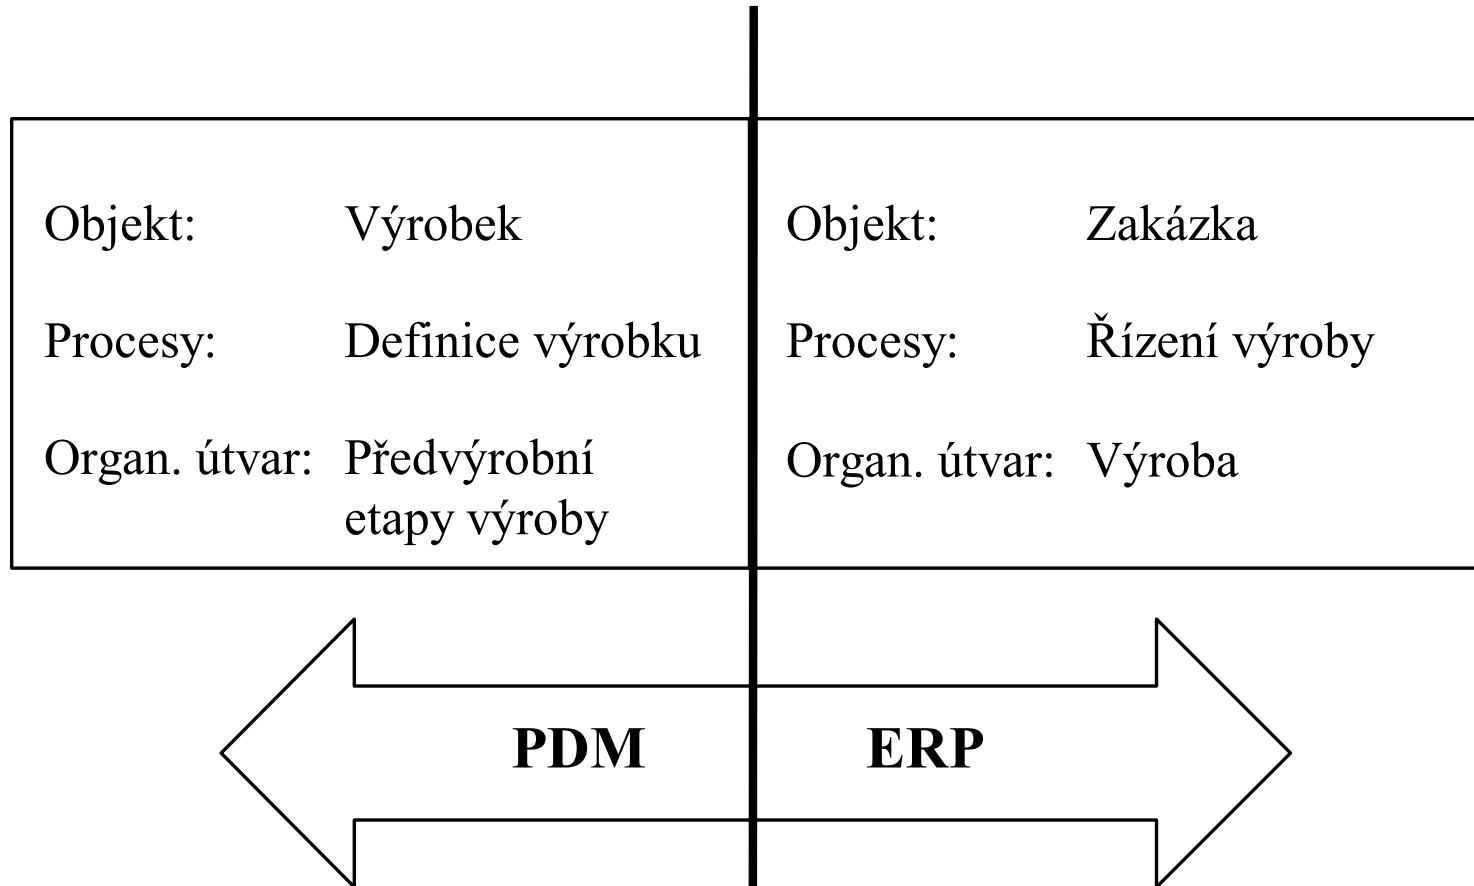 Objekt: Výrobek
Procesy: Definice výrobku
Organ. útvar: Předvýrobní
etapy výroby
Objekt: Zakázka
Procesy: Řízení výroby
Organ. útvar: Výroba
PDM
ERP